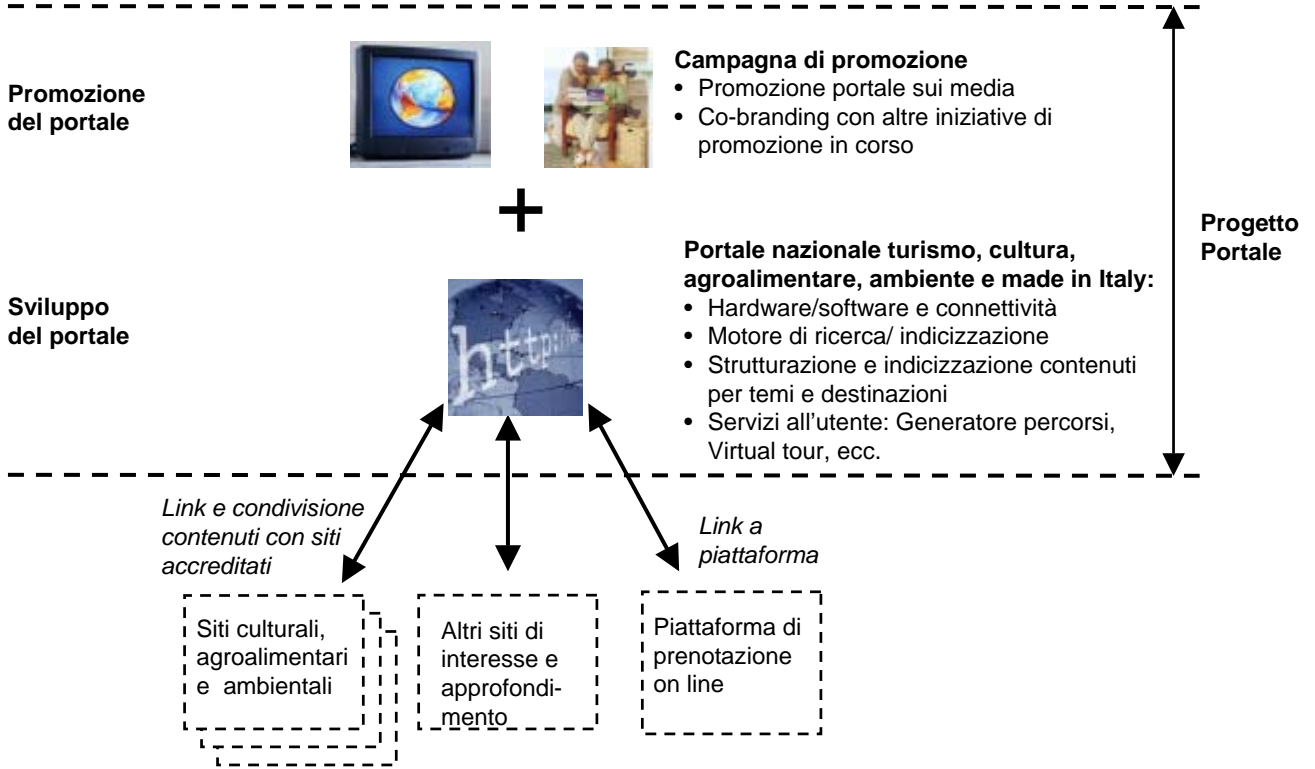 Promozione
del portale
Campagna di promozione
• Promozione portale sui media
• Co-branding con altre iniziative di
promozione in corso
Progetto
Portale
Sviluppo
del portale
http:/
Portale nazionale turismo, cultura,
agroalimentare, ambiente e made in Italy:
• Hardware/software e connettività
• Motore di ricerca/ indicizzazione
• Strutturazione e indicizzazione contenuti
per temi e destinazioni
• Servizi all'utente: Generatore percorsi,
Virtual tour, ecc.
Link e condivisione
contenuti con siti
accreditati
Link a
piattaforma
Siti culturali,
agroalimentari
e ambientali
Altri siti di
interesse e
approfondi-
mento
Piattaforma di
prenotazione
on line